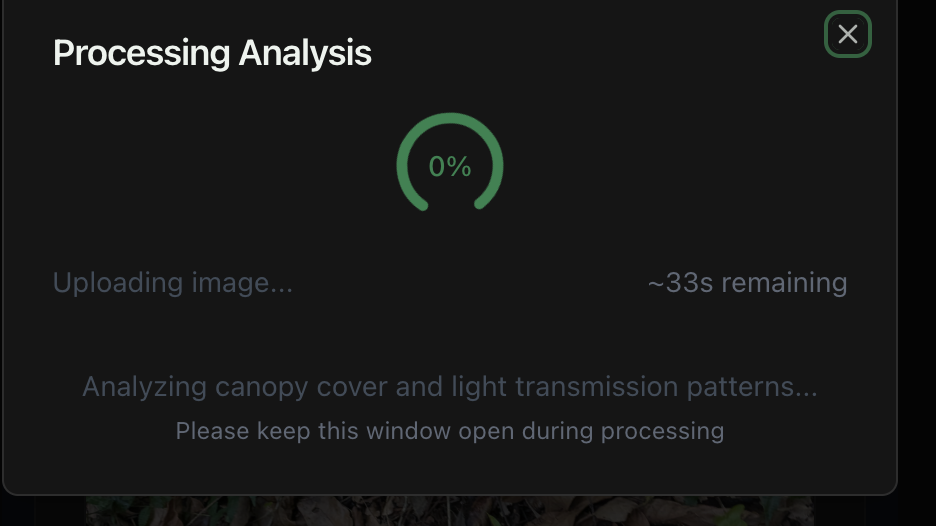 Processing Analysis
0%
Uploading image...
~33s remaining
Analyzing canopy cover and light transmission patterns...
Please keep this window open during processing